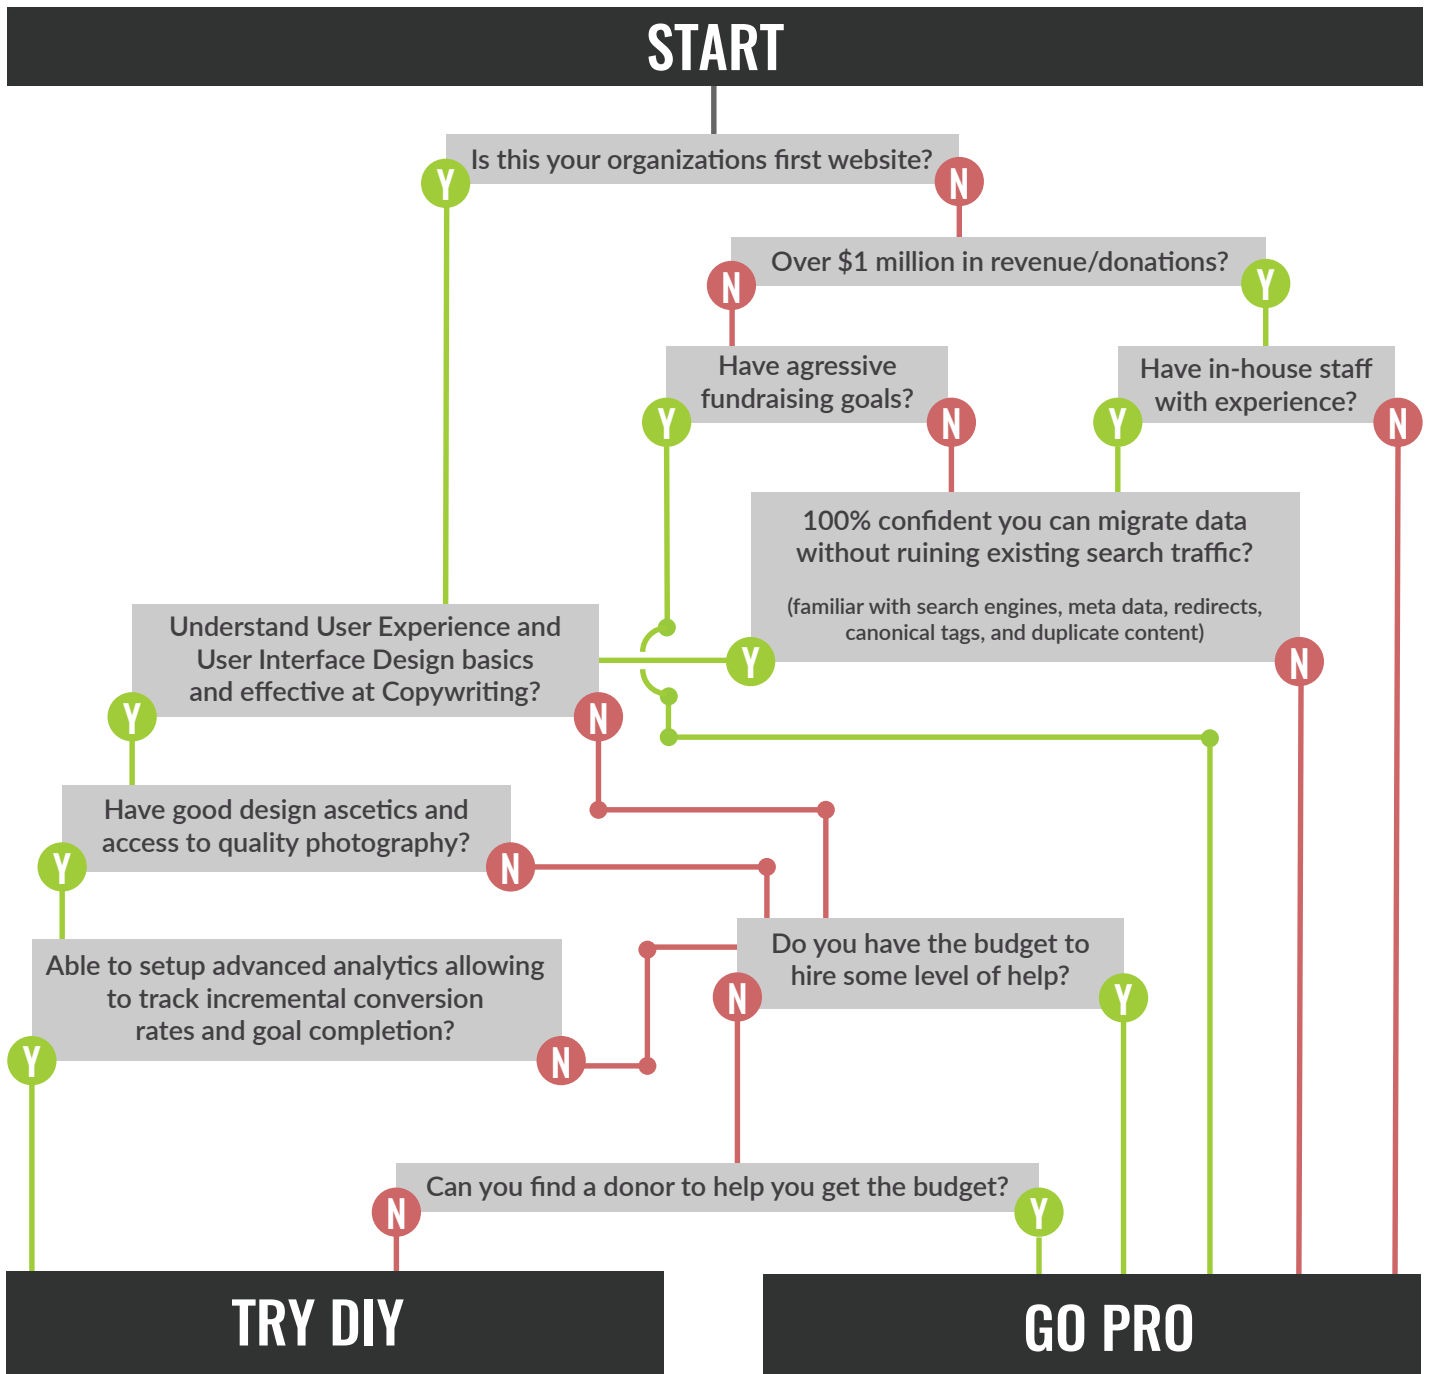 START
Is this your organizations first website?
Y
N
Over $1 million in revenue/donations?
N
Y
Have agressive
fundraising goals?
Y
N
Have in-house staff
with experience?
Y
N
100% confident you can migrate data
without ruining existing search traffic?
(familiar with search engines, meta data, redirects,
canonical tags, and duplicate content)
Y
N
Understand User Experience and
User Interface Design basics
and effective at Copywriting?
Y
N
Have good design ascetics and
access to quality photography?
Y
N
Able to setup advanced analytics allowing
to track incremental conversion
rates and goal completion?
Y
N
Do you have the budget to
hire some level of help?
N
Y
Can you find a donor to help you get the budget?
N
Y
TRY DIY
GO PRO